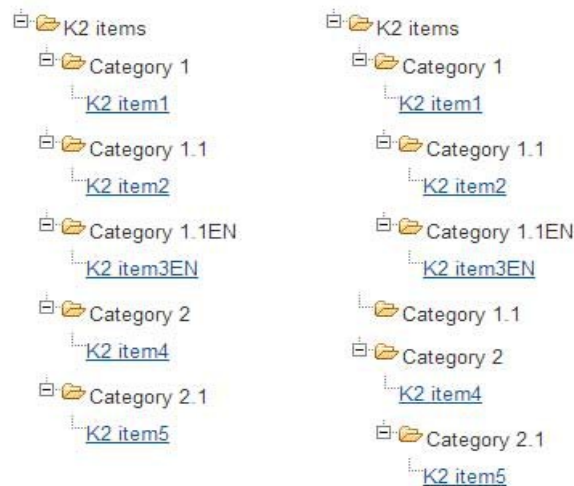 K2 items
Category 1
K2 item1
Category 1.1
K2 item2
Category 1.1EN
K2 item3EN
Category 2
K2 item4
Category 2.1
K2 item5
K2 items
Category 1
K2 item1
Category 1.1
K2 item2
Category 1.1EN
K2 item3EN
Category 1.1
Category 2
K2 item4
Category 2.1
K2 item5